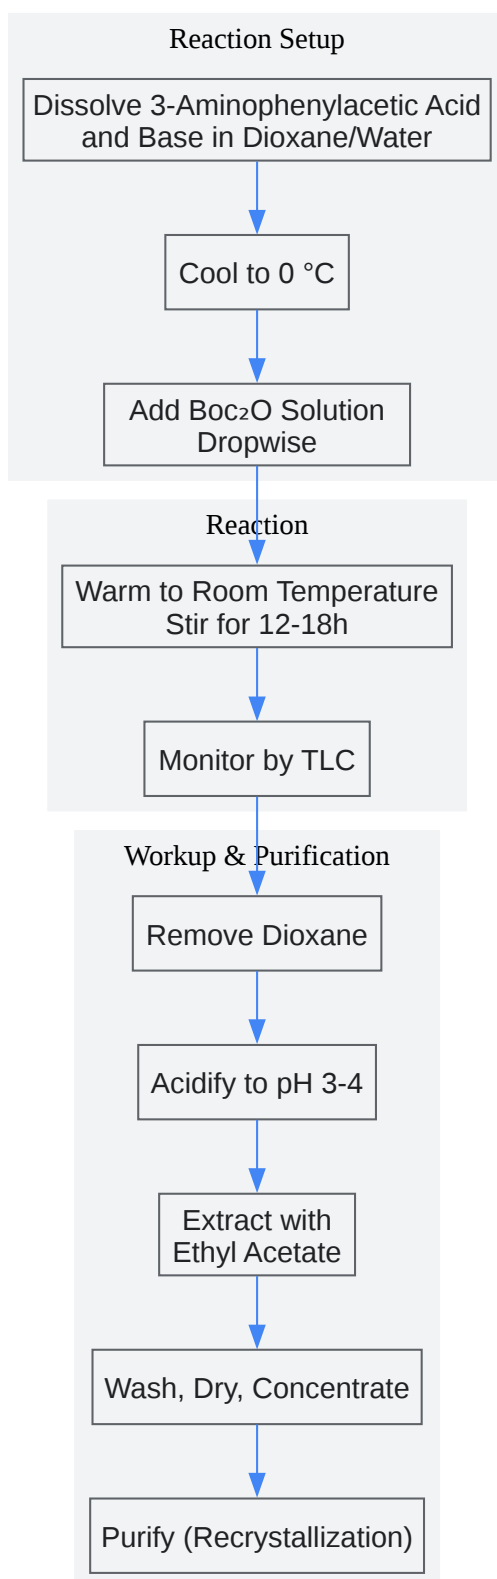 Reaction Setup
Dissolve 3-Aminophenylacetic Acid
and Base in Dioxane/Water
Cool to 0 °C
Add Boc₂O Solution
Dropwise
Reaction
Warm to Room Temperature
Stir for 12-18h
Monitor by TLC
Workup & Purification
Remove Dioxane
Acidify to pH 3-4
Extract with
Ethyl Acetate
Wash, Dry, Concentrate
Purify (Recrystallization)